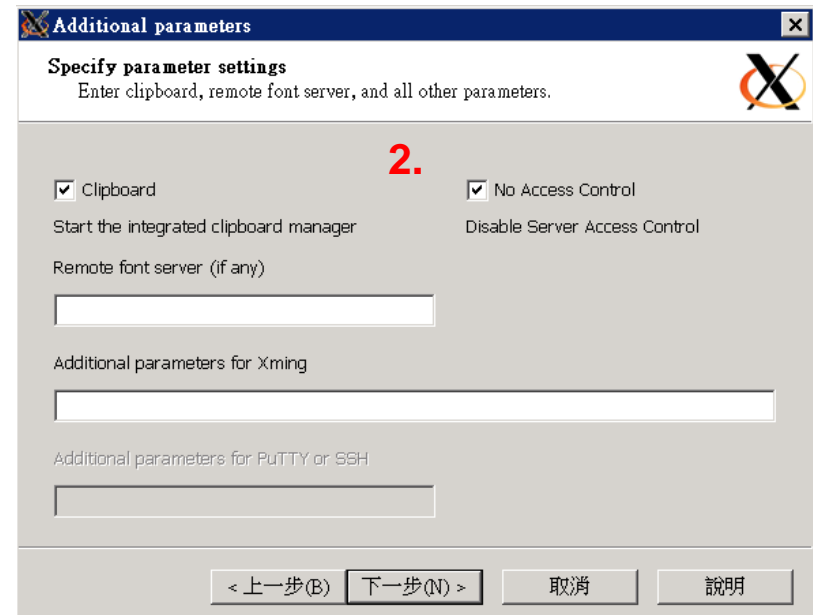 Additional parameters
Specify parameter settings
Enter clipboard, remote font server, and all other parameters.
2.
Clipboard
No Access Control
Start the integrated clipboard manager
Disable Server Access Control
Remote font server (if any)
Additional parameters for Xming
Additional parameters for PuTTY or SSH
< 上一步(B) 下一步(N) > 取消 說明